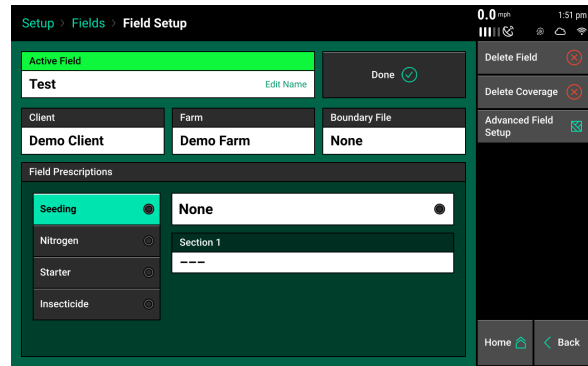 Setup > Fields > Field Setup
0.0 mph
1:51 pm
Active Field
Test
Edit Name
Done
Delete Field
Delete Coverage
Advanced Field
Setup
Client
Demo Client
Farm
Demo Farm
Boundary File
None
Field Prescriptions
Seeding
None
Nitrogen
Section 1
---
Starter
Insecticide
Home
Back